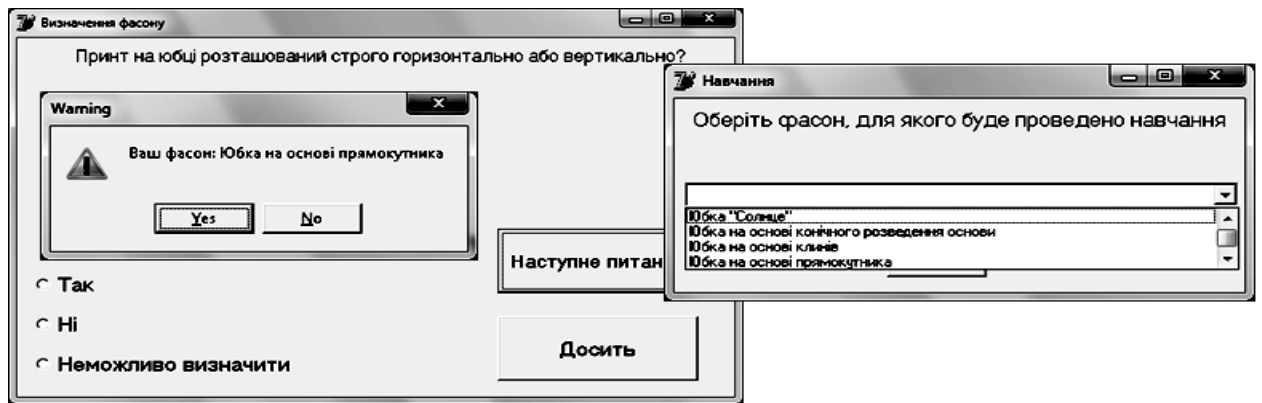 Визначення фасону
Принт на юбці розташований строго горизонтально або вертикально?
Warning
Ваш фасон: Юбка на основі прямокутника
Yes
No
Наступне питан
Так
Ні
Неможливо визначити
Досить
Навчання
Оберіть фасон, для якого буде проведено навчання
Юбка "Солнце"
Юбка на основі конічного розведення основи
Юбка на основі клинів
Юбка на основі прямокутника